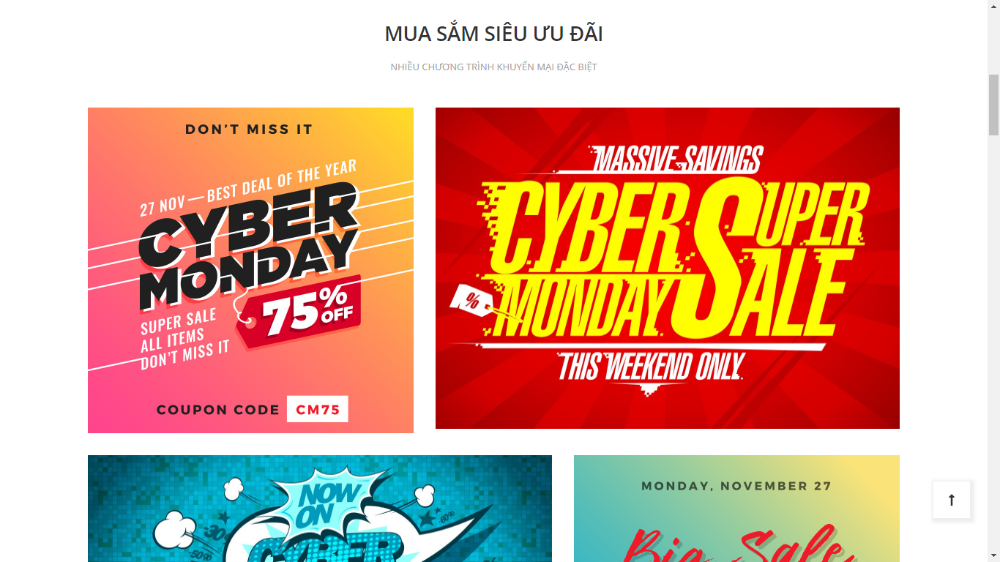 MUA SẮM SIÊU ƯU ĐÃI
NHIỀU CHƯƠNG TRÌNH KHUYẾN MẠI ĐẶC BIỆT
DON'T MISS IT
27 NOV — BEST DEAL OF THE YEAR
CYBER
MONDAY
75% OFF
SUPER SALE
ALL ITEMS
DON'T MISS IT
COUPON CODE CM75
MASSIVE SAVINGS
CYBER
MONDAY
SUPER
SALE
%
THIS WEEKEND ONLY.
NOW
ON
-30%
-50%
-60%
CYBER
MONDAY, NOVEMBER 27
Big Sale